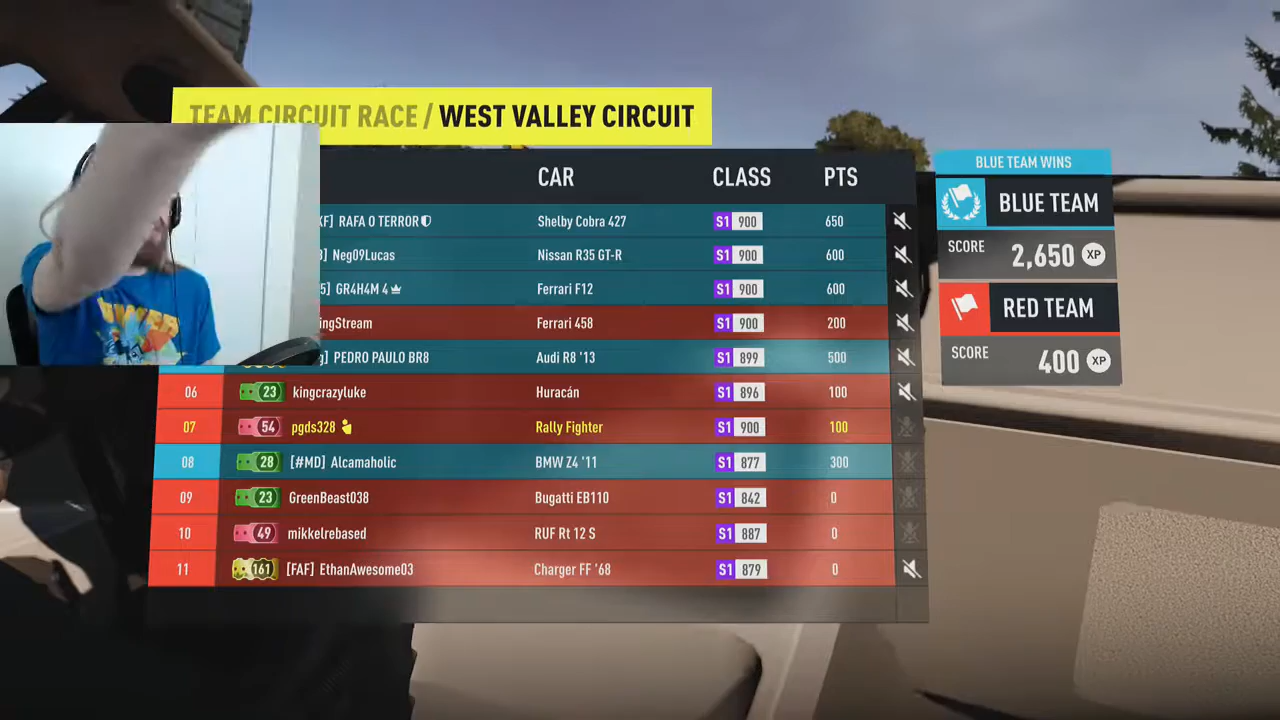 TEAM CIRCUIT RACE / WEST VALLEY CIRCUIT
CAR CLASS PTS
RAFA O TERROR Shelby Cobra 427 S1 900 650
Neg09Lucas Nissan R35 GT-R S1 900 600
GR4H4M 4 Ferrari F12 S1 900 600
ngStream Ferrari 458 S1 900 200
PEDRO PAULO BR8 Audi R8 '13 S1 899 500
06 23 kingcrazyluke Huracán S1 896 100
07 54 pgds328 Rally Fighter S1 900 100
08 28 [#MD] Alcamaholic BMW Z4 '11 S1 877 300
09 23 GreenBeast038 Bugatti EB110 S1 842 0
10 49 mikkelrebased RUF Rt 12 S S1 887 0
11 161 [FAF] EthanAwesome03 Charger FF '68 S1 879 0
BLUE TEAM WINS
BLUE TEAM
SCORE 2,650 XP
RED TEAM
SCORE 400 XP